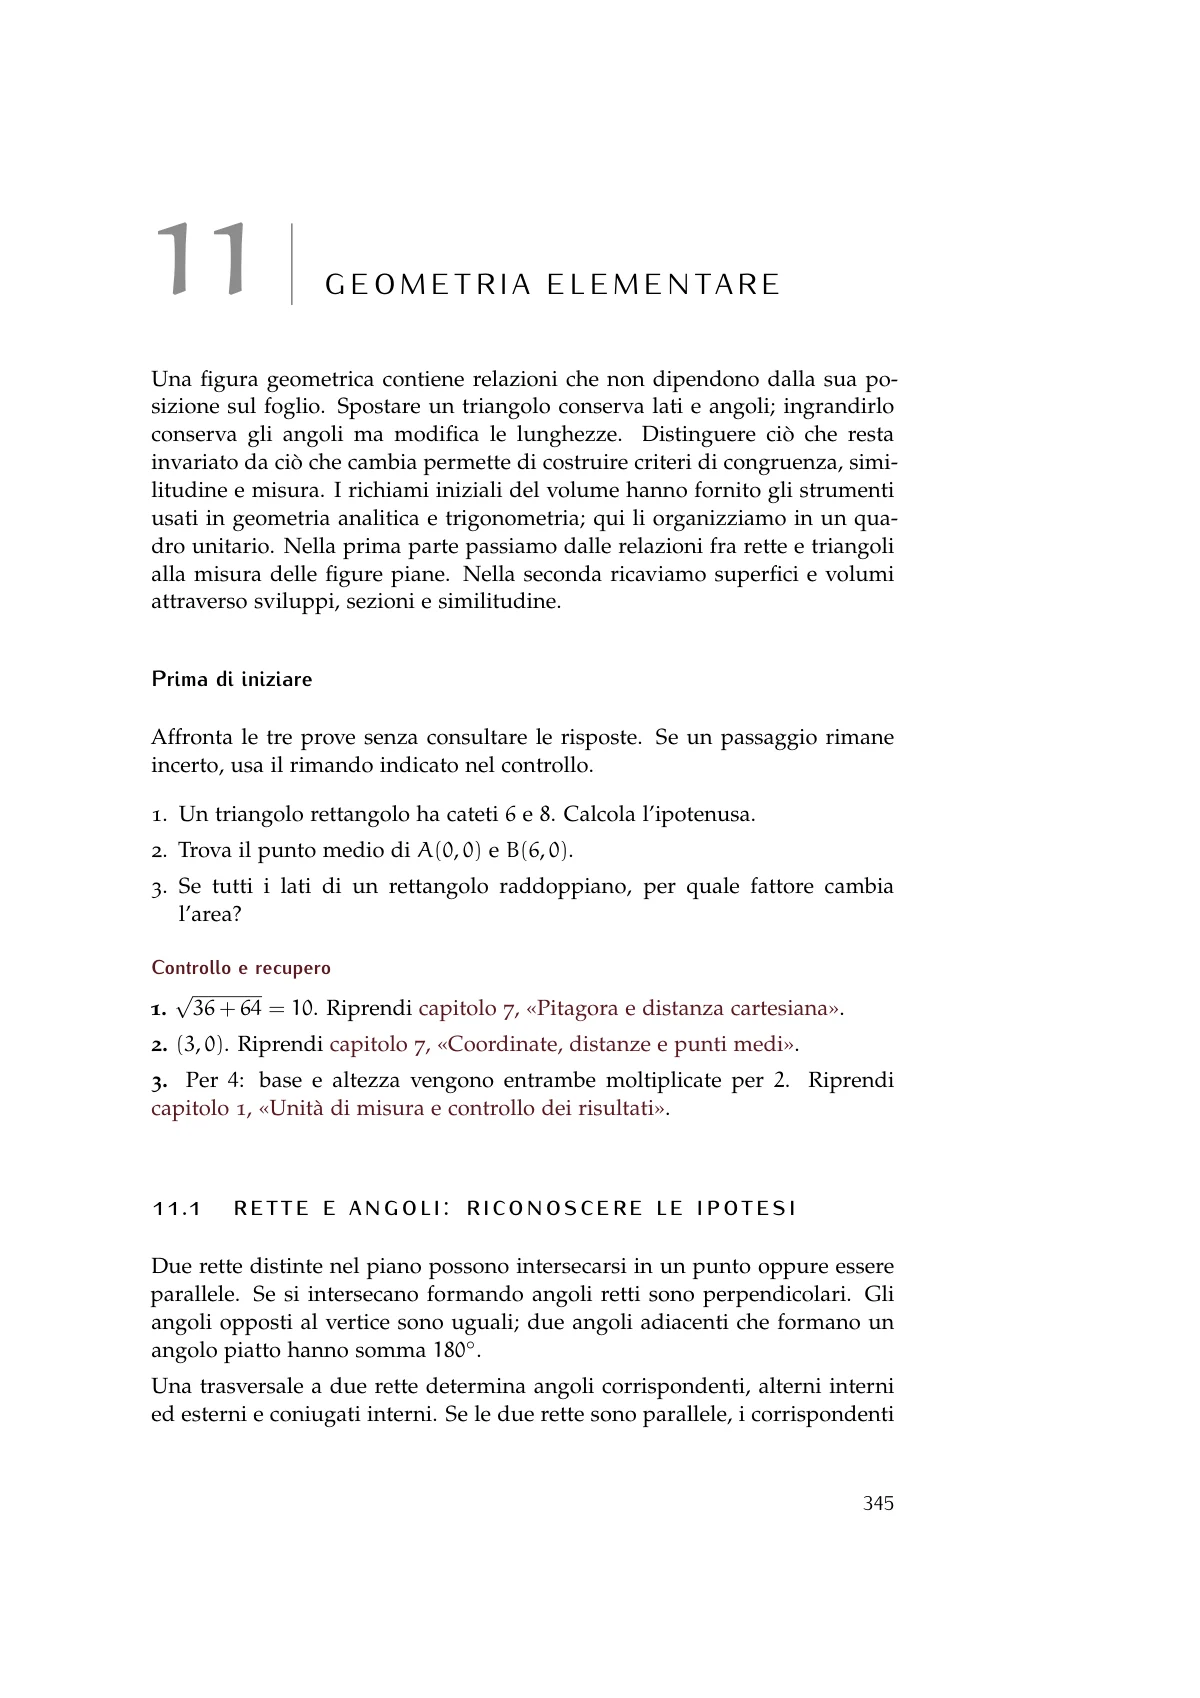 11 GEOMETRIA ELEMENTARE
Una figura geometrica contiene relazioni che non dipendono dalla sua po-
sizione sul foglio. Spostare un triangolo conserva lati e angoli; ingrandirlo
conserva gli angoli ma modifica le lunghezze. Distinguere ciò che resta
invariato da ciò che cambia permette di costruire criteri di congruenza, simi-
litudine e misura. I richiami iniziali del volume hanno fornito gli strumenti
usati in geometria analitica e trigonometria; qui li organizziamo in un qua-
dro unitario. Nella prima parte passiamo dalle relazioni fra rette e triangoli
alla misura delle figure piane. Nella seconda ricaviamo superfici e volumi
attraverso sviluppi, sezioni e similitudine.
Prima di iniziare
Affronta le tre prove senza consultare le risposte. Se un passaggio rimane
incerto, usa il rimando indicato nel controllo.
1. Un triangolo rettangolo ha cateti 6 e 8. Calcola l'ipotenusa.
2. Trova il punto medio di A(0, 0) e B(6, 0).
3. Se tutti i lati di un rettangolo raddoppiano, per quale fattore cambia
l'area?
Controllo e recupero
1. √36 + 64 = 10. Riprendi capitolo 7, «Pitagora e distanza cartesiana».
2. (3, 0). Riprendi capitolo 7, «Coordinate, distanze e punti medi».
3. Per 4: base e altezza vengono entrambe moltiplicate per 2. Riprendi
capitolo 1, «Unità di misura e controllo dei risultati».
11.1 RETTE E ANGOLI: RICONOSCERE LE IPOTESI
Due rette distinte nel piano possono intersecarsi in un punto oppure essere
parallele. Se si intersecano formando angoli retti sono perpendicolari. Gli
angoli opposti al vertice sono uguali; due angoli adiacenti che formano un
angolo piatto hanno somma 180°.
Una trasversale a due rette determina angoli corrispondenti, alterni interni
ed esterni e coniugati interni. Se le due rette sono parallele, i corrispondenti
345